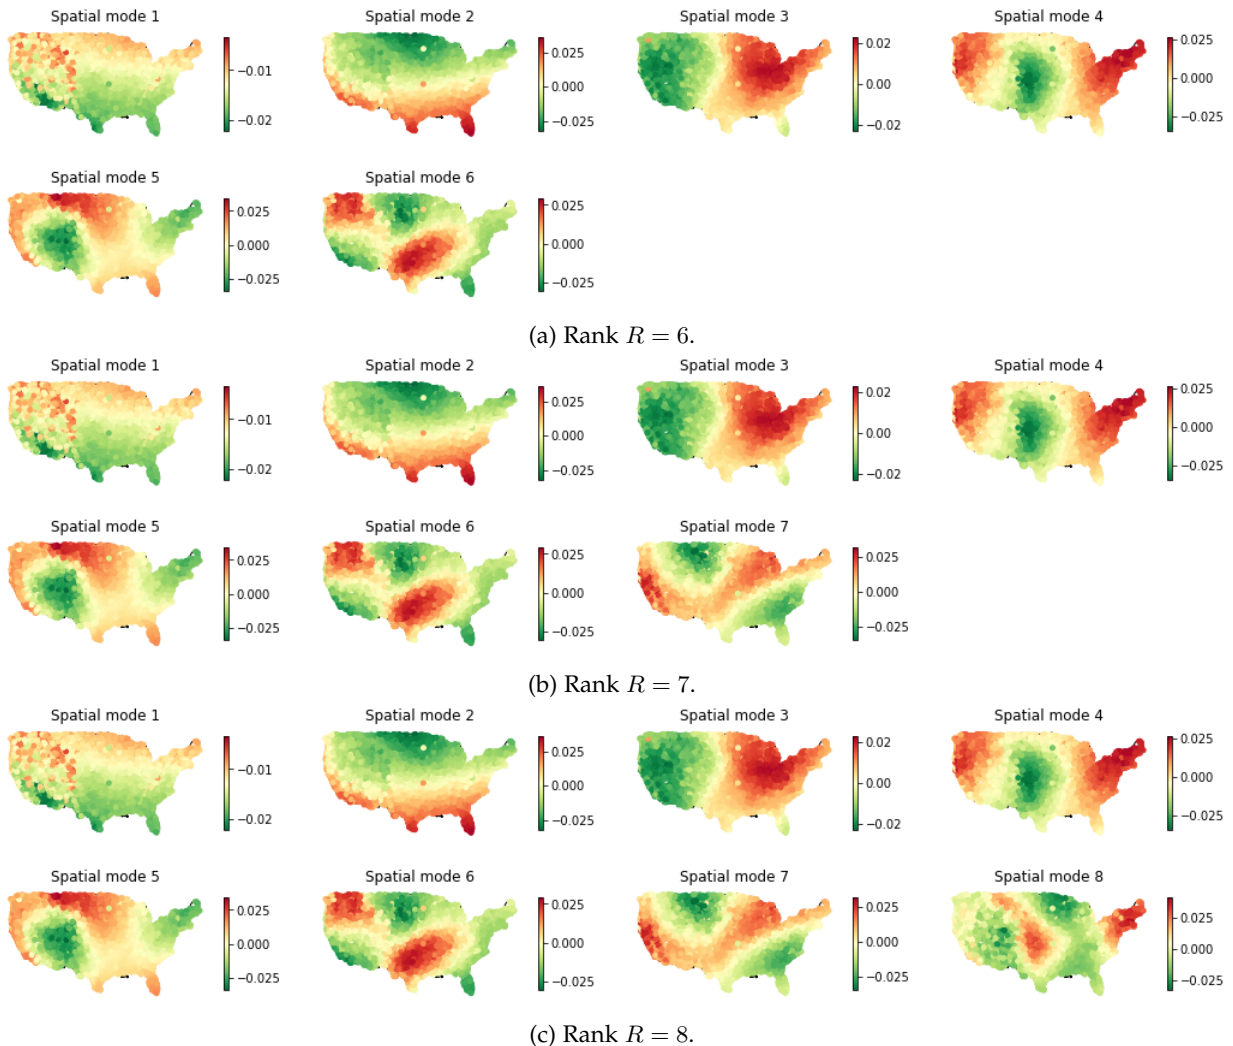 Spatial mode 1 Spatial mode 2 Spatial mode 3 Spatial mode 4
−0.01 0.025 0.02 0.025
0.000 0.00 0.000
−0.02 −0.025 −0.02 −0.025
Spatial mode 5 Spatial mode 6
0.025 0.025
0.000 0.000
−0.025 −0.025
(a) Rank R = 6.
Spatial mode 1 Spatial mode 2 Spatial mode 3 Spatial mode 4
−0.01 0.025 0.02 0.025
0.000 0.00 0.000
−0.02 −0.025 −0.02 −0.025
Spatial mode 5 Spatial mode 6 Spatial mode 7
0.025 0.025 0.025
0.000 0.000 0.000
−0.025 −0.025 −0.025
(b) Rank R = 7.
Spatial mode 1 Spatial mode 2 Spatial mode 3 Spatial mode 4
−0.01 0.025 0.02 0.025
0.000 0.00 0.000
−0.02 −0.025 −0.02 −0.025
Spatial mode 5 Spatial mode 6 Spatial mode 7 Spatial mode 8
0.025 0.025 0.025 0.025
0.000 0.000 0.000 0.000
−0.025 −0.025 −0.025 −0.025
(c) Rank R = 8.